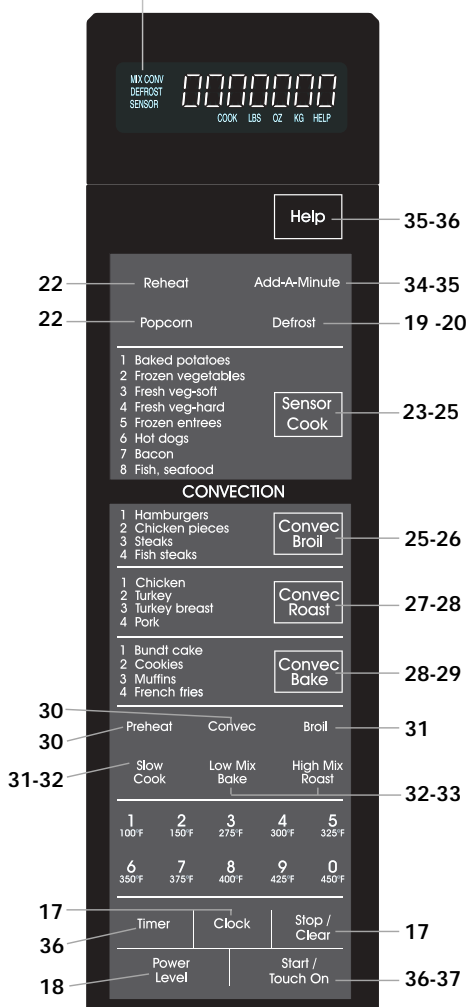 MIX CONV
DEFROST
SENSOR
COOK LBS OZ KG HELP
Help
35-36
22
Reheat
Add-A-Minute
34-35
22
Popcorn
Defrost
19 -20
1 Baked potatoes
2 Frozen vegetables
3 Fresh veg-soft
4 Fresh veg-hard
5 Frozen entrees
6 Hot dogs
7 Bacon
8 Fish, seafood
Sensor
Cook
23-25
CONVECTION
1 Hamburgers
2 Chicken pieces
3 Steaks
4 Fish steaks
Convec
Broil
25-26
1 Chicken
2 Turkey
3 Turkey breast
4 Pork
Convec
Roast
27-28
1 Bundt cake
2 Cookies
3 Muffins
4 French fries
Convec
Bake
28-29
30
30
Preheat
Convec
Broil
31
31-32
Slow
Cook
Low Mix
Bake
High Mix
Roast
32-33
1 2 3 4 5
100°F 150°F 275°F 300°F 325°F
6 7 8 9 0
350°F 375°F 400°F 425°F 450°F
17
36
Timer
Clock
Stop /
Clear
17
18
Power
Level
Start /
Touch On
36-37